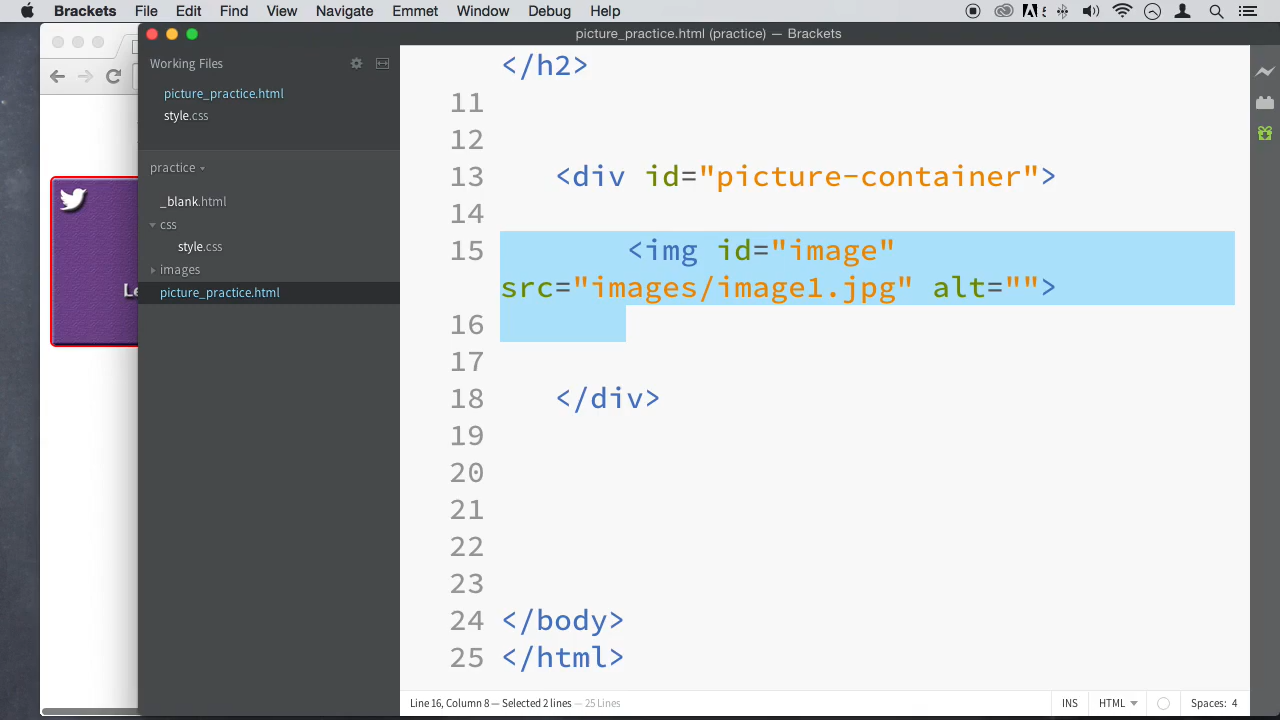 Brackets File Edit Find View Navigate Emmet Window Debug Help
picture_practice.html (practice) — Brackets
Working Files
picture_practice.html
style.css
practice
_blank.html
css
style.css
images
picture_practice.html
Le
</h2>
11
12
13 <div id="picture-container">
14
15 <img id="image"
src="images/image1.jpg" alt="">
16
17
18 </div>
19
20
21
22
23
24 </body>
25 </html>
Line 16, Column 8 — Selected 2 lines — 25 Lines
INS HTML Spaces: 4